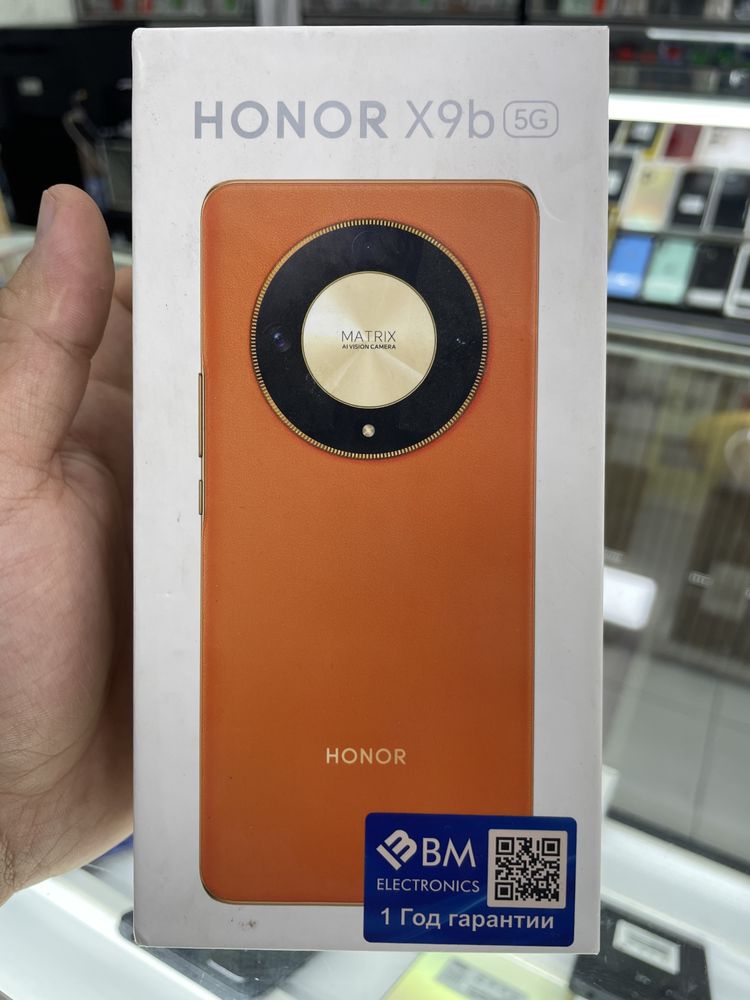 HONOR X9b 5G
MATRIX
AI VISION CAMERA
HONOR
BM
ELECTRONICS
1 Год гарантии